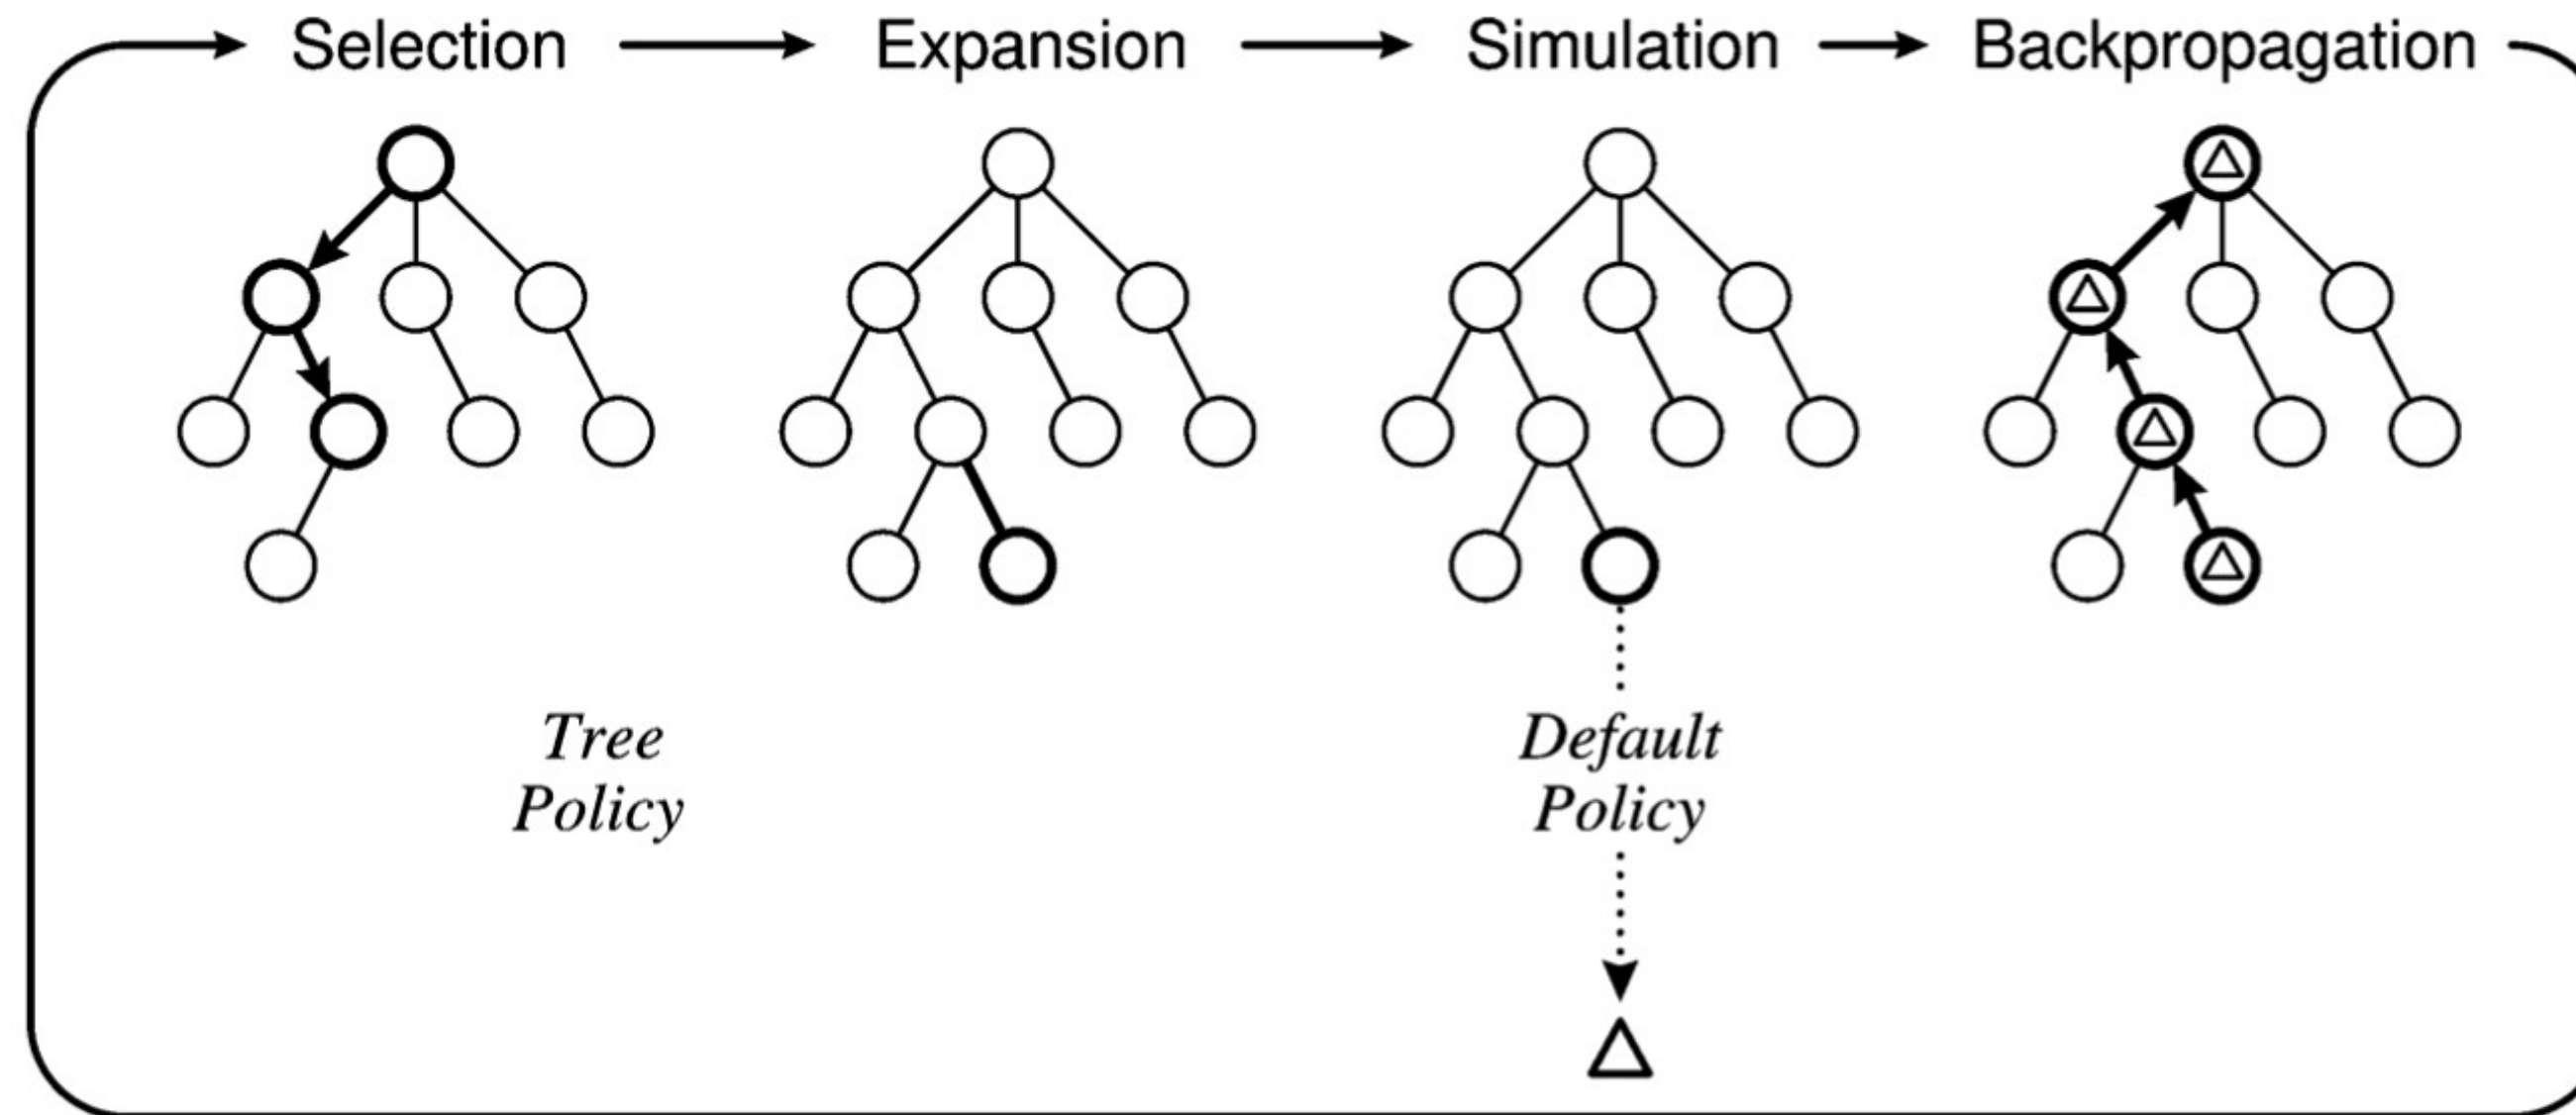 Selection Expansion Simulation Backpropagation
Tree
Policy
Default
Policy